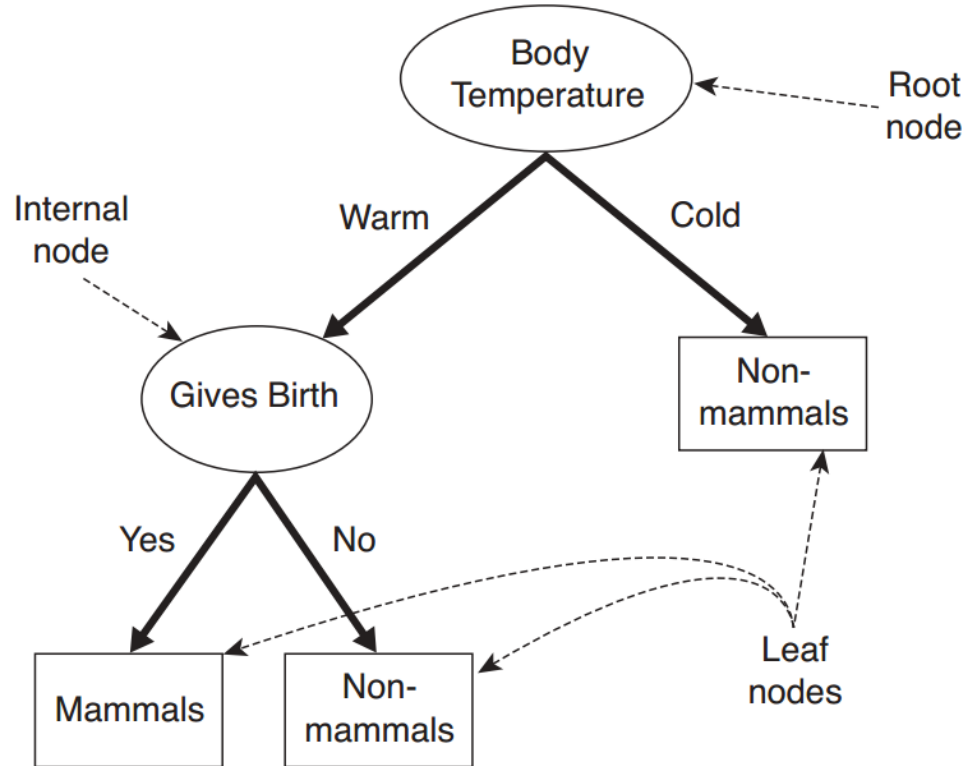 Body
Temperature
Root
node
Internal
node
Warm
Cold
Gives Birth
Non-
mammals
Yes
No
Mammals
Non-
mammals
Leaf
nodes